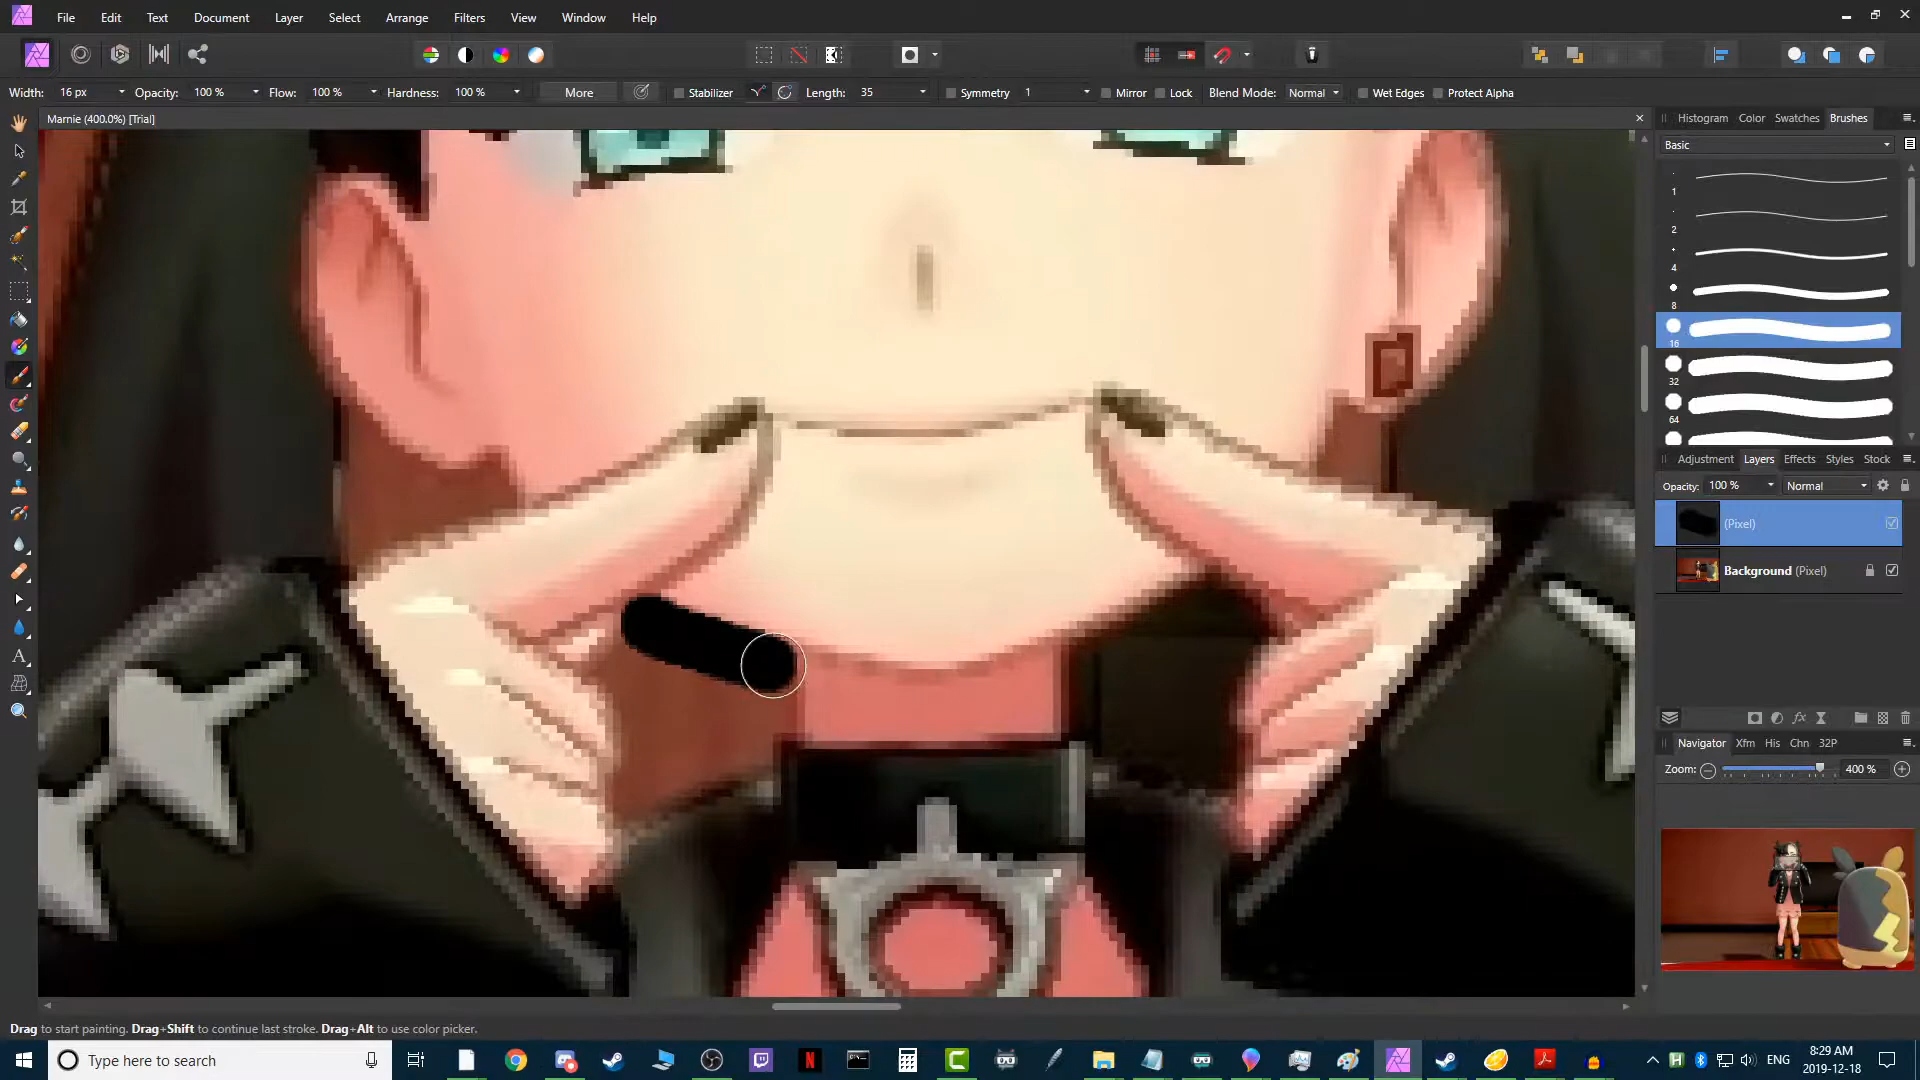 File Edit Text Document Layer Select Arrange Filters View Window Help
Width: 16 px Opacity: 100 % Flow: 100 % Hardness: 100 % More Stabilizer Length: 35 Symmetry 1 Mirror Lock Blend Mode: Normal Wet Edges Protect Alpha
Marnie (400.0%) [Trial]
Histogram Color Swatches Brushes
Basic
1
2
4
8
16
32
64
Adjustment Layers Effects Styles Stock
Opacity: 100 % Normal
(Pixel)
Background (Pixel)
Navigator Xfm His Chn 32P
Zoom: 400 %
Drag to start painting. Drag+Shift to continue last stroke. Drag+Alt to use color picker.
Type here to search
ENG
8:29 AM
2019-12-18